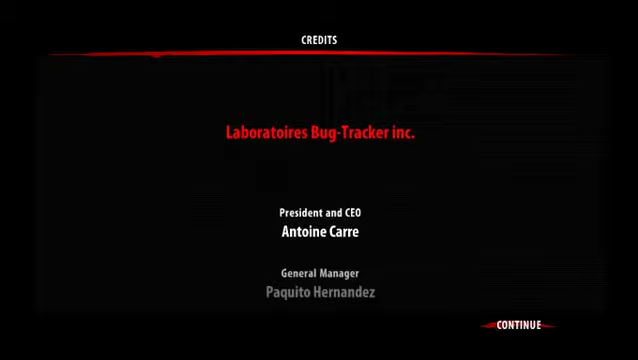 CREDITS
Laboratoires Bug-Tracker inc.
President and CEO
Antoine Carre
General Manager
Paquito Hernandez
CONTINUE